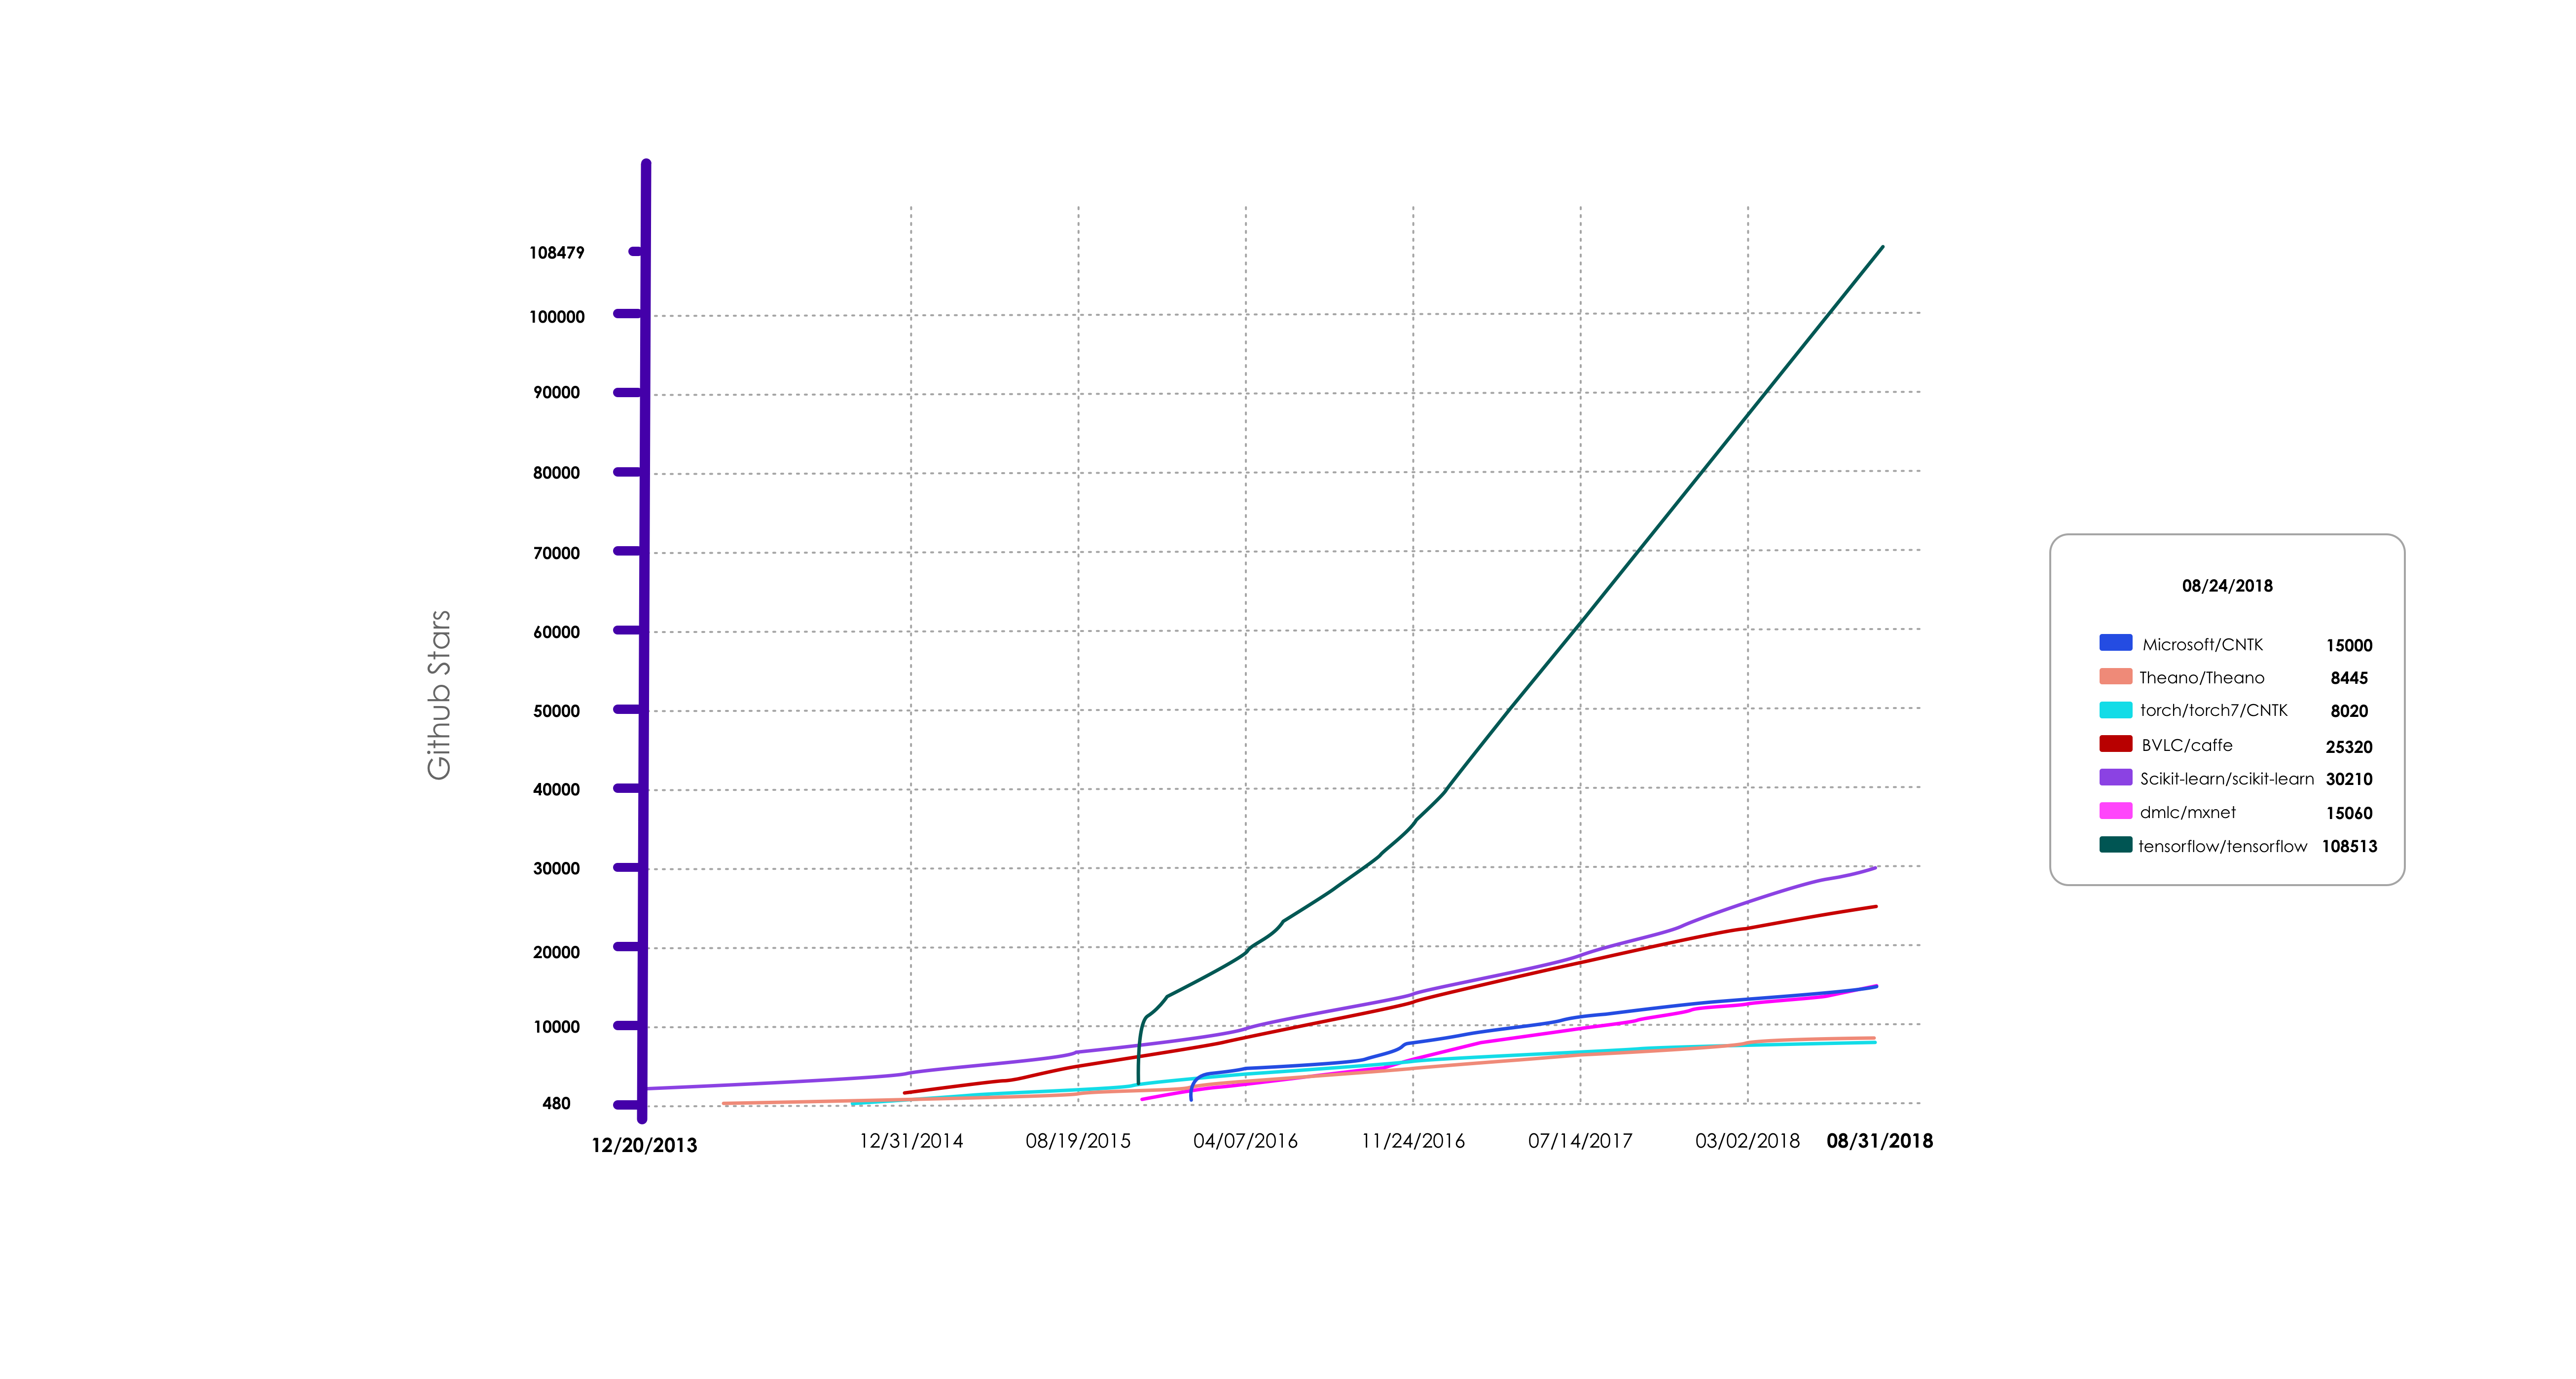 Github Stars
108479
100000
90000
80000
70000
60000
50000
40000
30000
20000
10000
480
12/20/2013
12/31/2014
08/19/2015
04/07/2016
11/24/2016
07/14/2017
03/02/2018
08/31/2018
08/24/2018
Microsoft/CNTK 15000
Theano/Theano 8445
torch/torch7/CNTK 8020
BVLC/caffe 25320
Scikit-learn/scikit-learn 30210
dmlc/mxnet 15060
tensorflow/tensorflow 108513